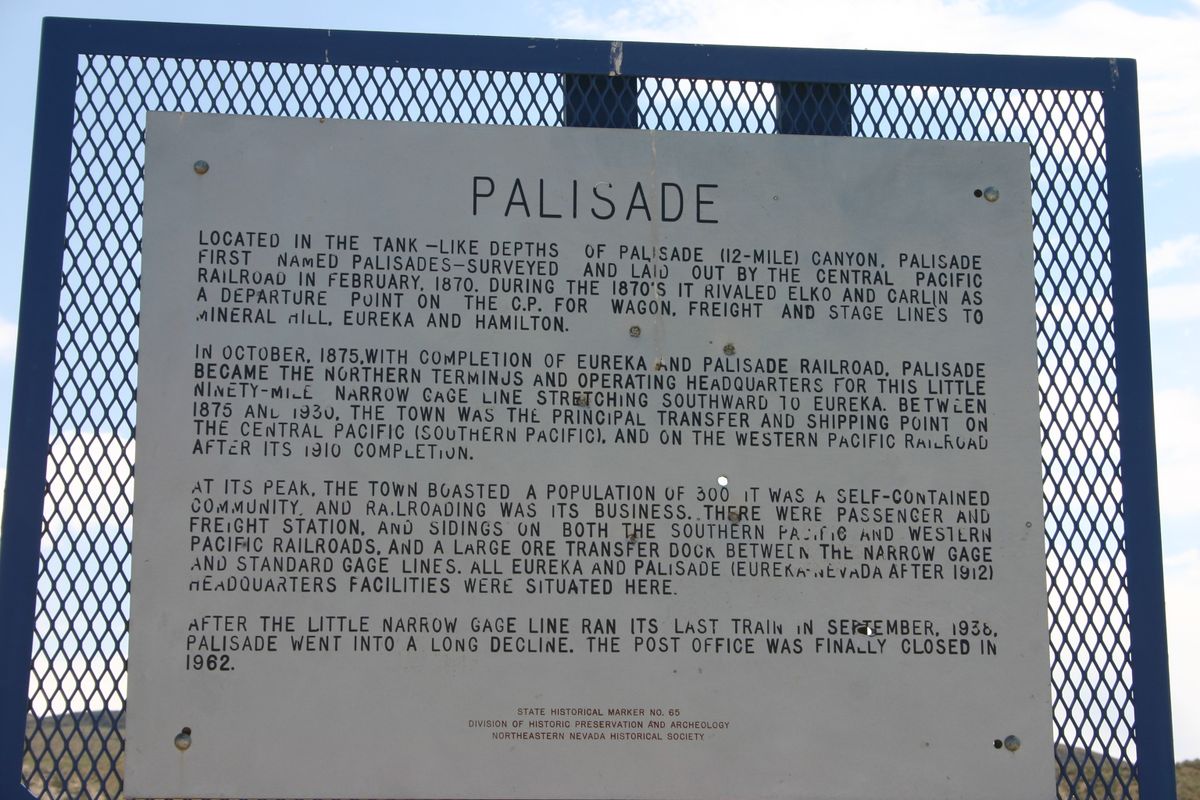 PALISADE
LOCATED IN THE TANK-LIKE DEPTHS OF PALISADE (12-MILE) CANYON, PALISADE
FIRST NAMED PALISADES-SURVEYED AND LAID OUT BY THE CENTRAL PACIFIC
RAILROAD IN FEBRUARY, 1870. DURING THE 1870'S IT RIVALED ELKO AND CARLIN AS
A DEPARTURE POINT ON THE C.P. FOR WAGON, FREIGHT AND STAGE LINES TO
MINERAL HILL, EUREKA AND HAMILTON.
IN OCTOBER, 1875,WITH COMPLETION OF EUREKA AND PALISADE RAILROAD, PALISADE
BECAME THE NORTHERN TERMINUS AND OPERATING HEADQUARTERS FOR THIS LITTLE
NINETY-MILE NARROW GAGE LINE STRETCHING SOUTHWARD TO EUREKA. BETWEEN
1875 AND 1930, THE TOWN WAS THE PRINCIPAL TRANSFER AND SHIPPING POINT ON
THE CENTRAL PACIFIC (SOUTHERN PACIFIC), AND ON THE WESTERN PACIFIC RAILROAD
AFTER ITS 1910 COMPLETION.
AT ITS PEAK, THE TOWN BOASTED A POPULATION OF 300. IT WAS A SELF-CONTAINED
COMMUNITY, AND RAILROADING WAS ITS BUSINESS. THERE WERE PASSENGER AND
FREIGHT STATION, AND SIDINGS ON BOTH THE SOUTHERN PACIFIC AND WESTERN
PACIFIC RAILROADS, AND A LARGE ORE TRANSFER DOCK BETWEEN THE NARROW GAGE
AND STANDARD GAGE LINES. ALL EUREKA AND PALISADE (EUREKA-NEVADA AFTER 1912)
HEADQUARTERS FACILITIES WERE SITUATED HERE.
AFTER THE LITTLE NARROW GAGE LINE RAN ITS LAST TRAIN IN SEPTEMBER, 1938,
PALISADE WENT INTO A LONG DECLINE. THE POST OFFICE WAS FINALLY CLOSED IN
1962.
STATE HISTORICAL MARKER NO. 65
DIVISION OF HISTORIC PRESERVATION AND ARCHEOLOGY
NORTHEASTERN NEVADA HISTORICAL SOCIETY